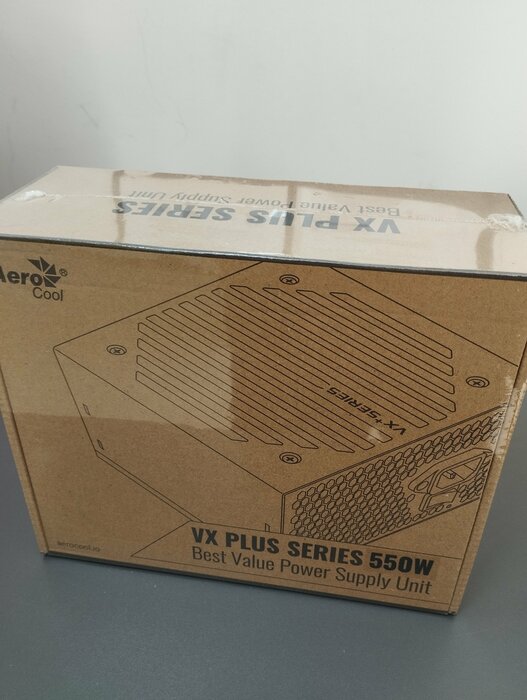 VX PLUS SERIES
Best Value Power Supply Unit
Aero
Cool®
VX+SERIES
VX PLUS SERIES 550W
Best Value Power Supply Unit
aerocool.io